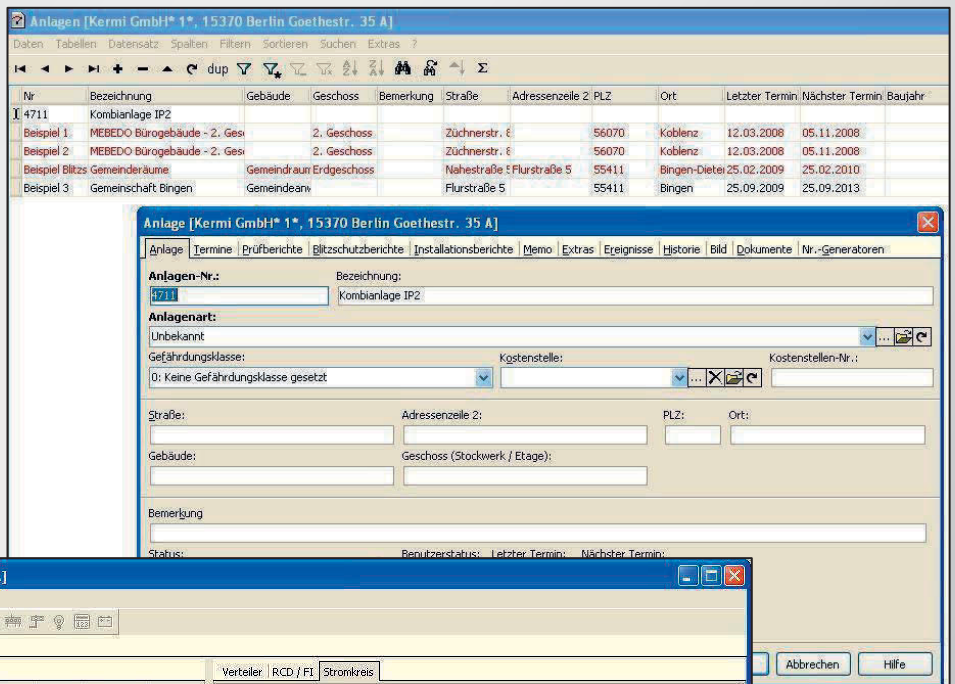 Anlagen [Kermi GmbH* 1*, 15370 Berlin Goethestr. 35 A]
Daten Tabellen Datensatz Spalten Filtern Sortieren Suchen Extras ?
dup Σ
Nr Bezeichnung Gebäude Geschoss Bemerkung Straße Adressenzeile 2 PLZ Ort Letzter Termin Nächster Termin Baujahr
4711 Kombianlage IP2
Beispiel 1 MEBEDO Bürogebäude - 2. Ges 2. Geschoss Züchnerstr. 8 56070 Koblenz 12.03.2008 05.11.2008
Beispiel 2 MEBEDO Bürogebäude - 2. Ges 2. Geschoss Züchnerstr. 8 56070 Koblenz 12.03.2008 05.11.2008
Beispiel Blitzs Gemeinderäume Gemeindraum Erdgeschoss Nahestraße 5 Flurstraße 5 55411 Bingen-Dieter 25.02.2009 25.02.2010
Beispiel 3 Gemeinschaft Bingen Gemeindean Flurstraße 5 55411 Bingen 25.09.2009 25.09.2013
Anlage [Kermi GmbH* 1*, 15370 Berlin Goethestr. 35 A]
Anlage Termine Prüfberichte Blitzschutzberichte Installationsberichte Memo Extras Ereignisse Historie Bild Dokumente Nr.-Generatoren
Anlagen-Nr.: Bezeichnung:
4711 Kombianlage IP2
Anlagenart:
Unbekannt ...
Gefährdungsklasse: Kostenstelle: Kostenstellen-Nr.:
0: Keine Gefährdungsklasse gesetzt ...
Straße: Adressenzeile 2: PLZ: Ort:
Gebäude: Geschoss (Stockwerk / Etage):
Bemerkung
Status: Benutzerstatus: Letzter Termin: Nächster Termin:
.]
123
Verteiler RCD / FI Stromkreis
Abbrechen Hilfe